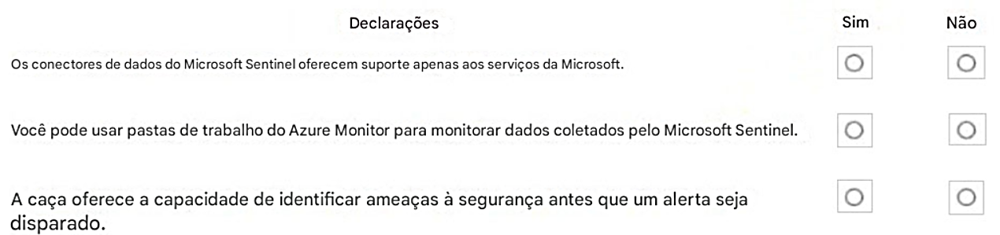 Declarações Sim Não
Os conectores de dados do Microsoft Sentinel oferecem suporte apenas aos serviços da Microsoft.
Você pode usar pastas de trabalho do Azure Monitor para monitorar dados coletados pelo Microsoft Sentinel.
A caça oferece a capacidade de identificar ameaças à segurança antes que um alerta seja
disparado.